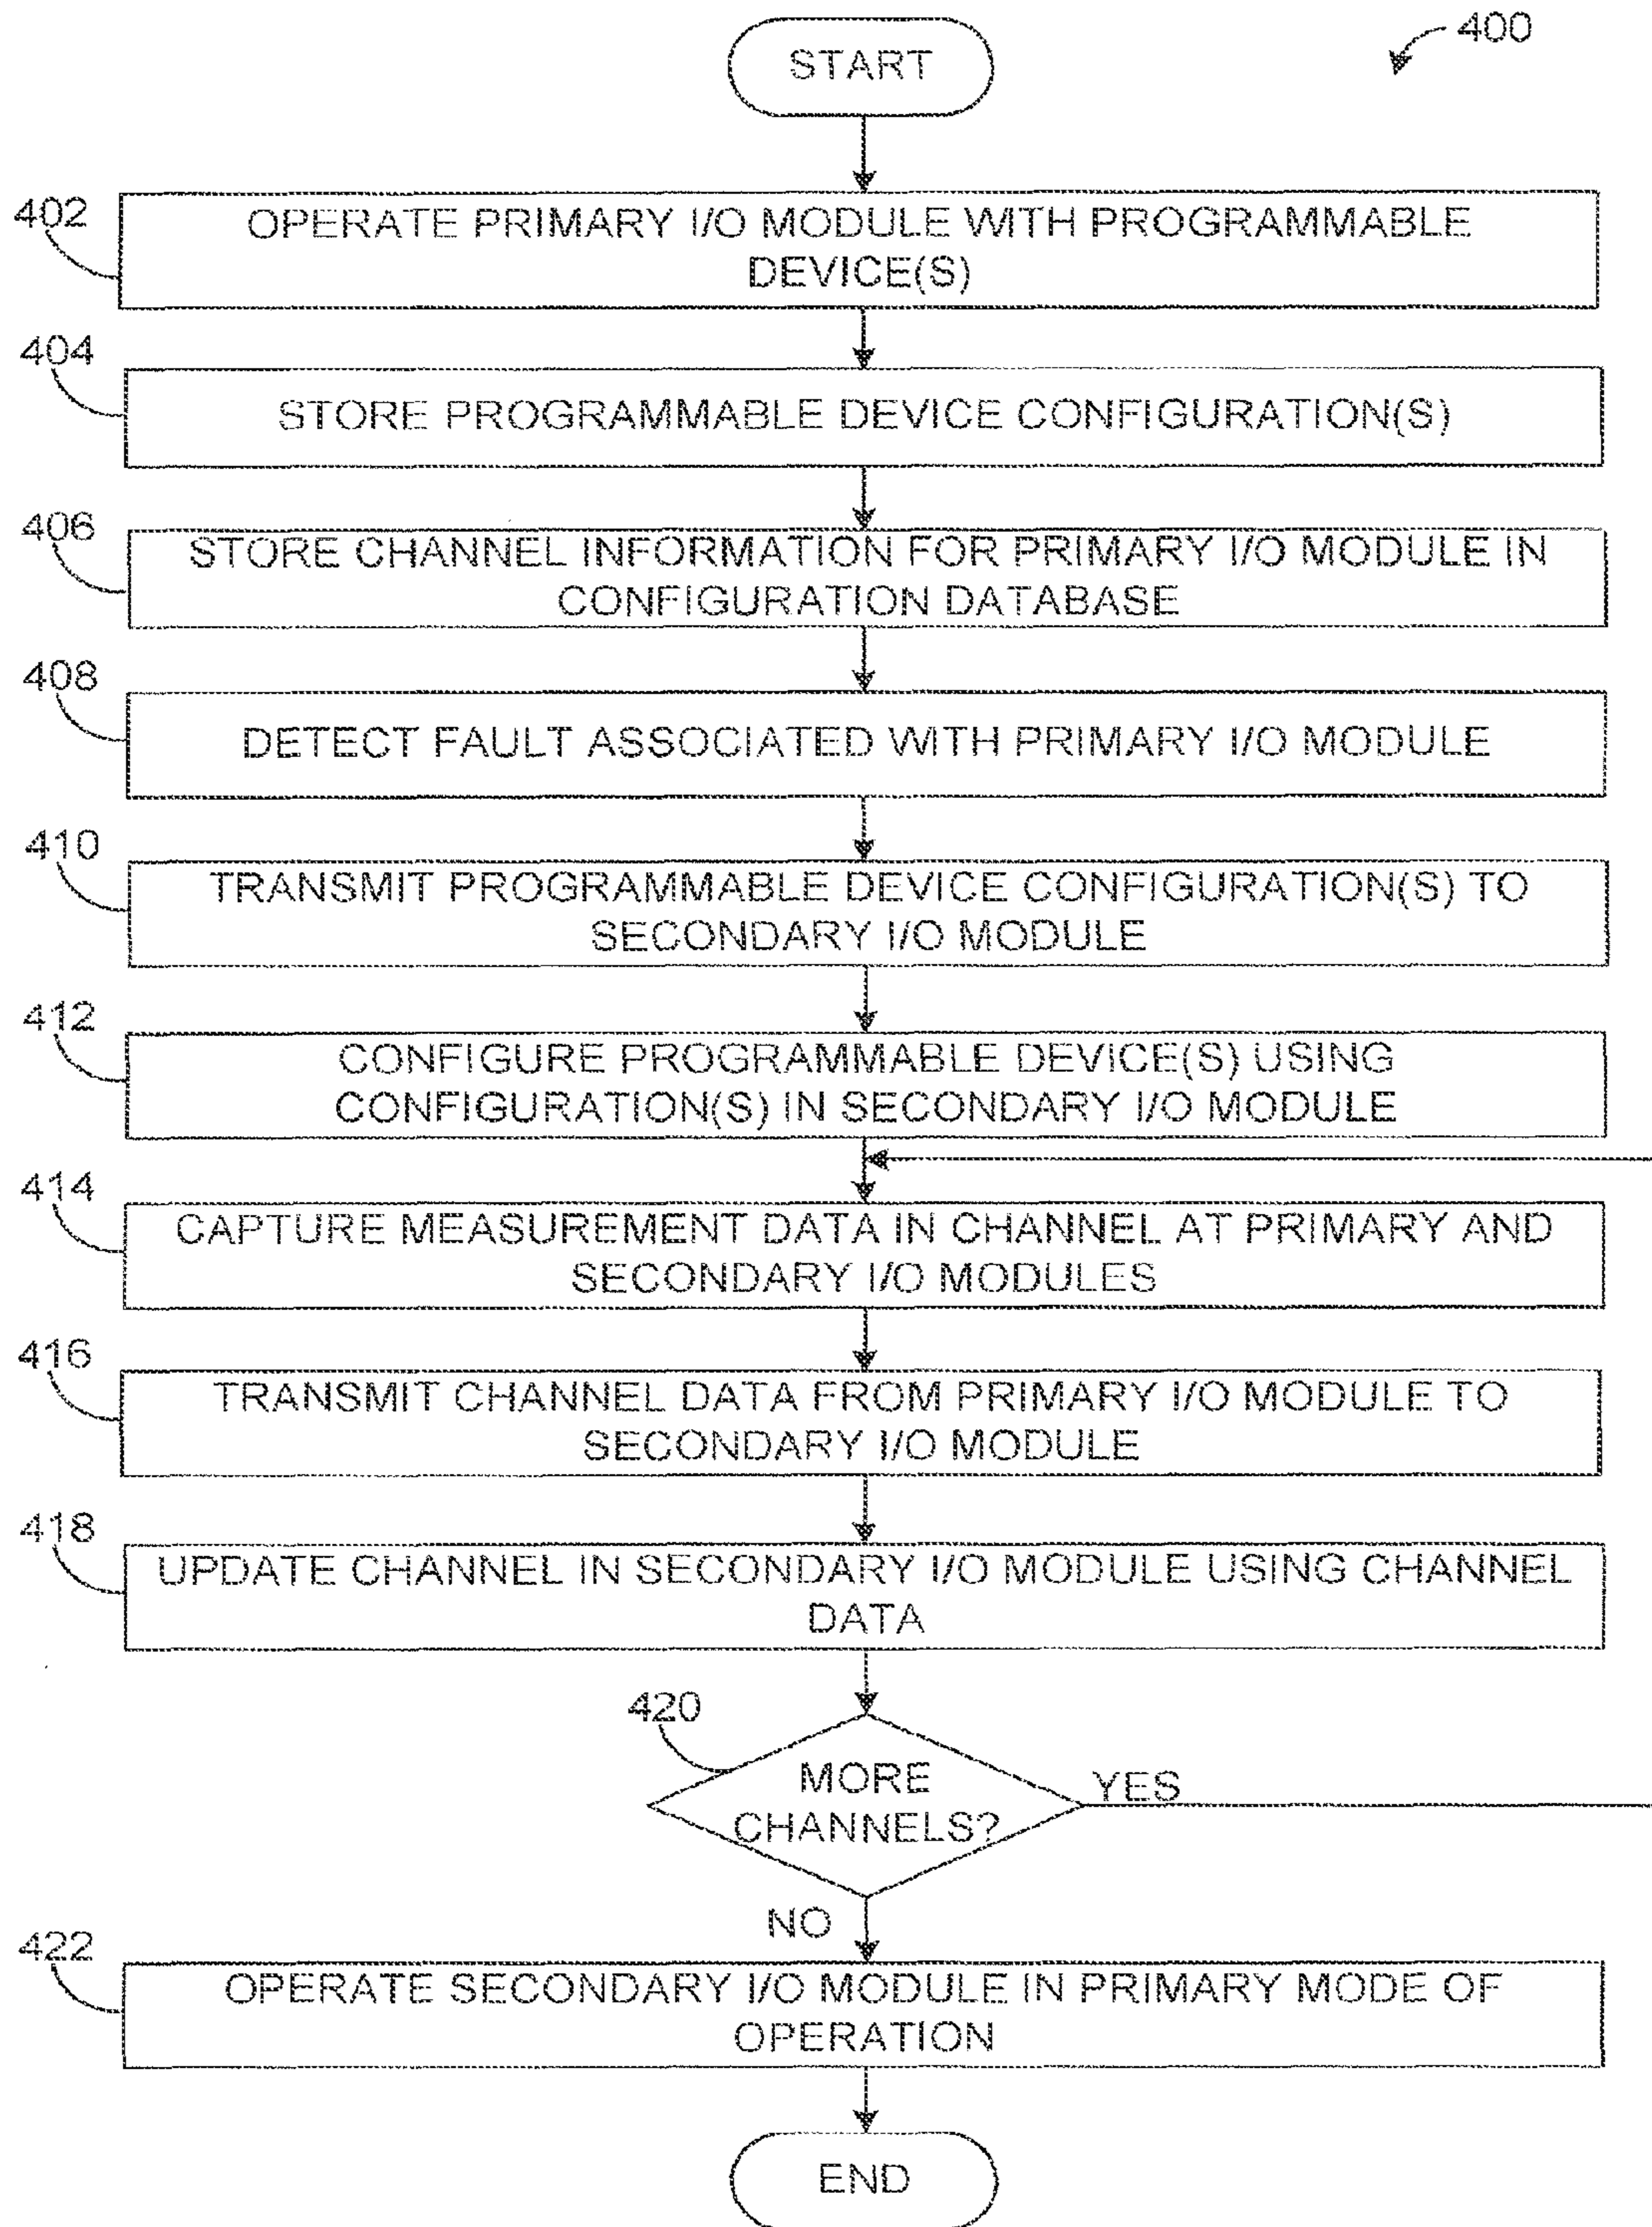 START
400
402
OPERATE PRIMARY I/O MODULE WITH PROGRAMMABLE
DEVICE(S)
404
STORE PROGRAMMABLE DEVICE CONFIGURATION(S)
406
STORE CHANNEL INFORMATION FOR PRIMARY I/O MODULE IN
CONFIGURATION DATABASE
408
DETECT FAULT ASSOCIATED WITH PRIMARY I/O MODULE
410
TRANSMIT PROGRAMMABLE DEVICE CONFIGURATION(S) TO
SECONDARY I/O MODULE
412
CONFIGURE PROGRAMMABLE DEVICE(S) USING
CONFIGURATION(S) IN SECONDARY I/O MODULE
414
CAPTURE MEASUREMENT DATA IN CHANNEL AT PRIMARY AND
SECONDARY I/O MODULES
416
TRANSMIT CHANNEL DATA FROM PRIMARY I/O MODULE TO
SECONDARY I/O MODULE
418
UPDATE CHANNEL IN SECONDARY I/O MODULE USING CHANNEL
DATA
420
MORE
CHANNELS?
YES
NO
422
OPERATE SECONDARY I/O MODULE IN PRIMARY MODE OF
OPERATION
END